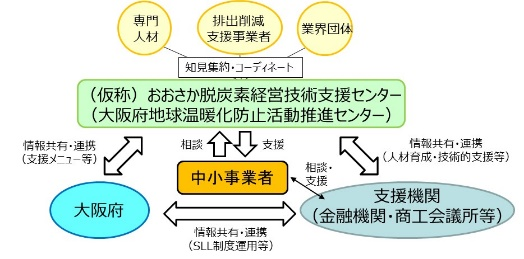 専門
人材
排出削減
支援事業者
業界団体
知見集約・コーディネート
（仮称）おおさか脱炭素経営技術支援センター
（大阪府地球温暖化防止活動推進センター）
情報共有・連携
（支援メニュー等）
相談
支援
情報共有・連携
（人材育成・技術的支援等）
中小事業者
相談・
支援
大阪府
支援機関
（金融機関・商工会議所等）
情報共有・連携
（SLL制度運用等）